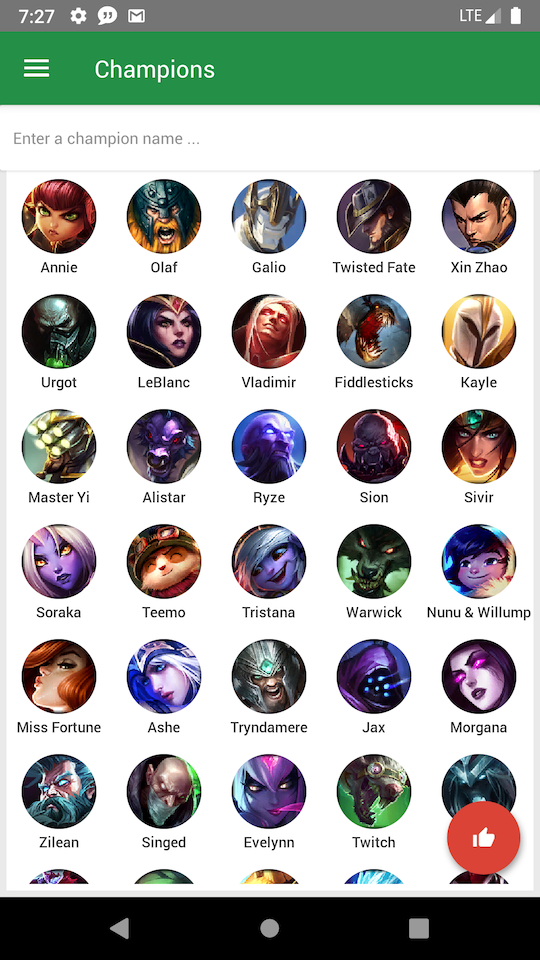 7:27 LTE
Champions
Enter a champion name ...
Annie Olaf Galio Twisted Fate Xin Zhao
Urgot LeBlanc Vladimir Fiddlesticks Kayle
Master Yi Alistar Ryze Sion Sivir
Soraka Teemo Tristana Warwick Nunu & Willump
Miss Fortune Ashe Tryndamere Jax Morgana
Zilean Singed Evelynn Twitch